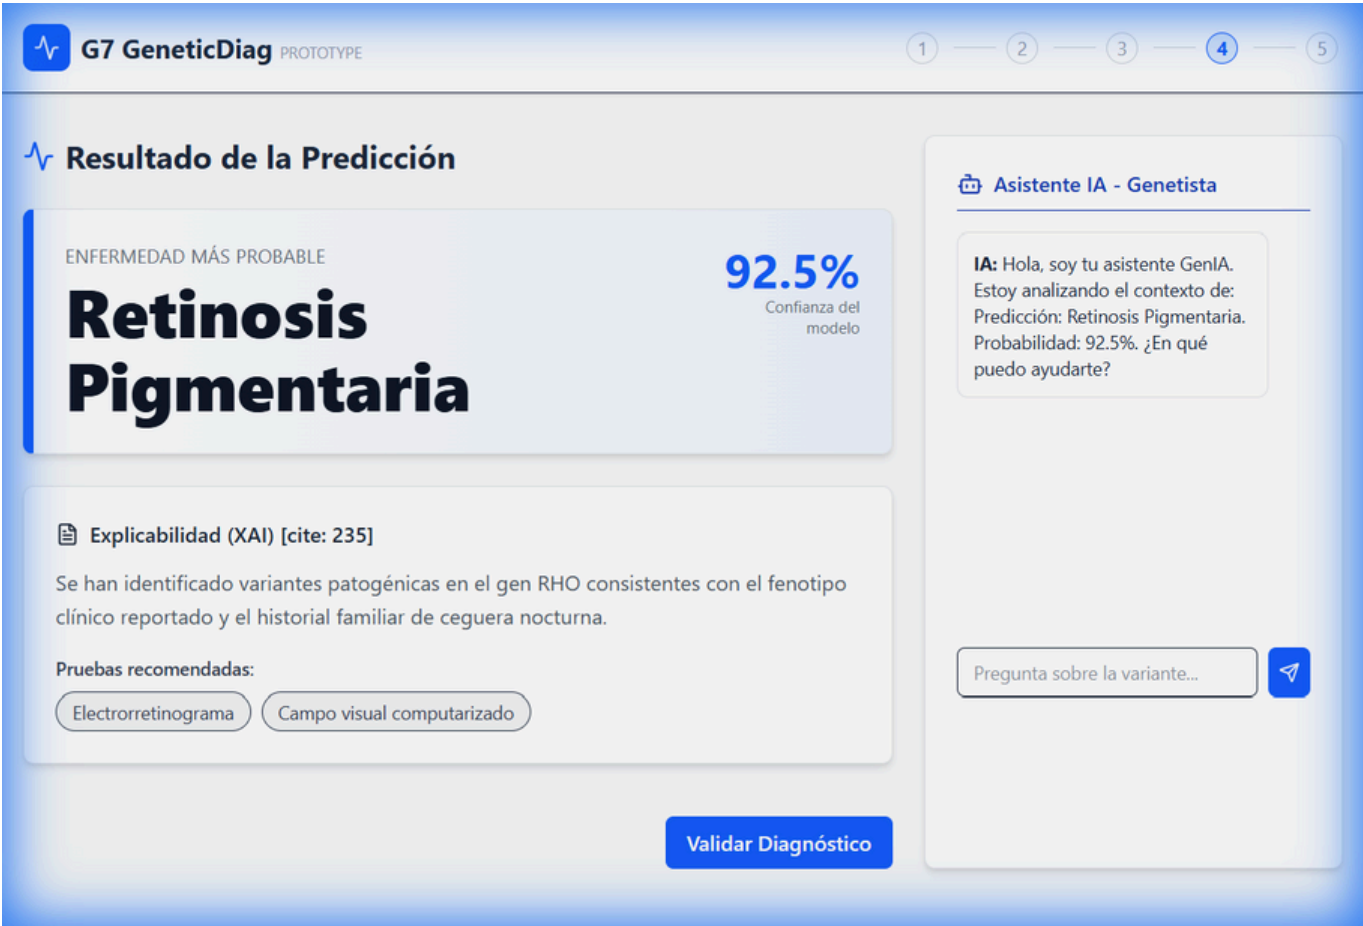 G7 GeneticDiag PROTOTYPE
1 2 3 4 5
Resultado de la Predicción
ENFERMEDAD MÁS PROBABLE
Retinosis
Pigmentaria
92.5%
Confianza del
modelo
Explicabilidad (XAI) [cite: 235]
Se han identificado variantes patogénicas en el gen RHO consistentes con el fenotipo
clínico reportado y el historial familiar de ceguera nocturna.
Pruebas recomendadas:
Electrorretinograma
Campo visual computarizado
Validar Diagnóstico
Asistente IA - Genetista
IA: Hola, soy tu asistente GenIA.
Estoy analizando el contexto de:
Predicción: Retinosis Pigmentaria.
Probabilidad: 92.5%. ¿En qué
puedo ayudarte?
Pregunta sobre la variante...